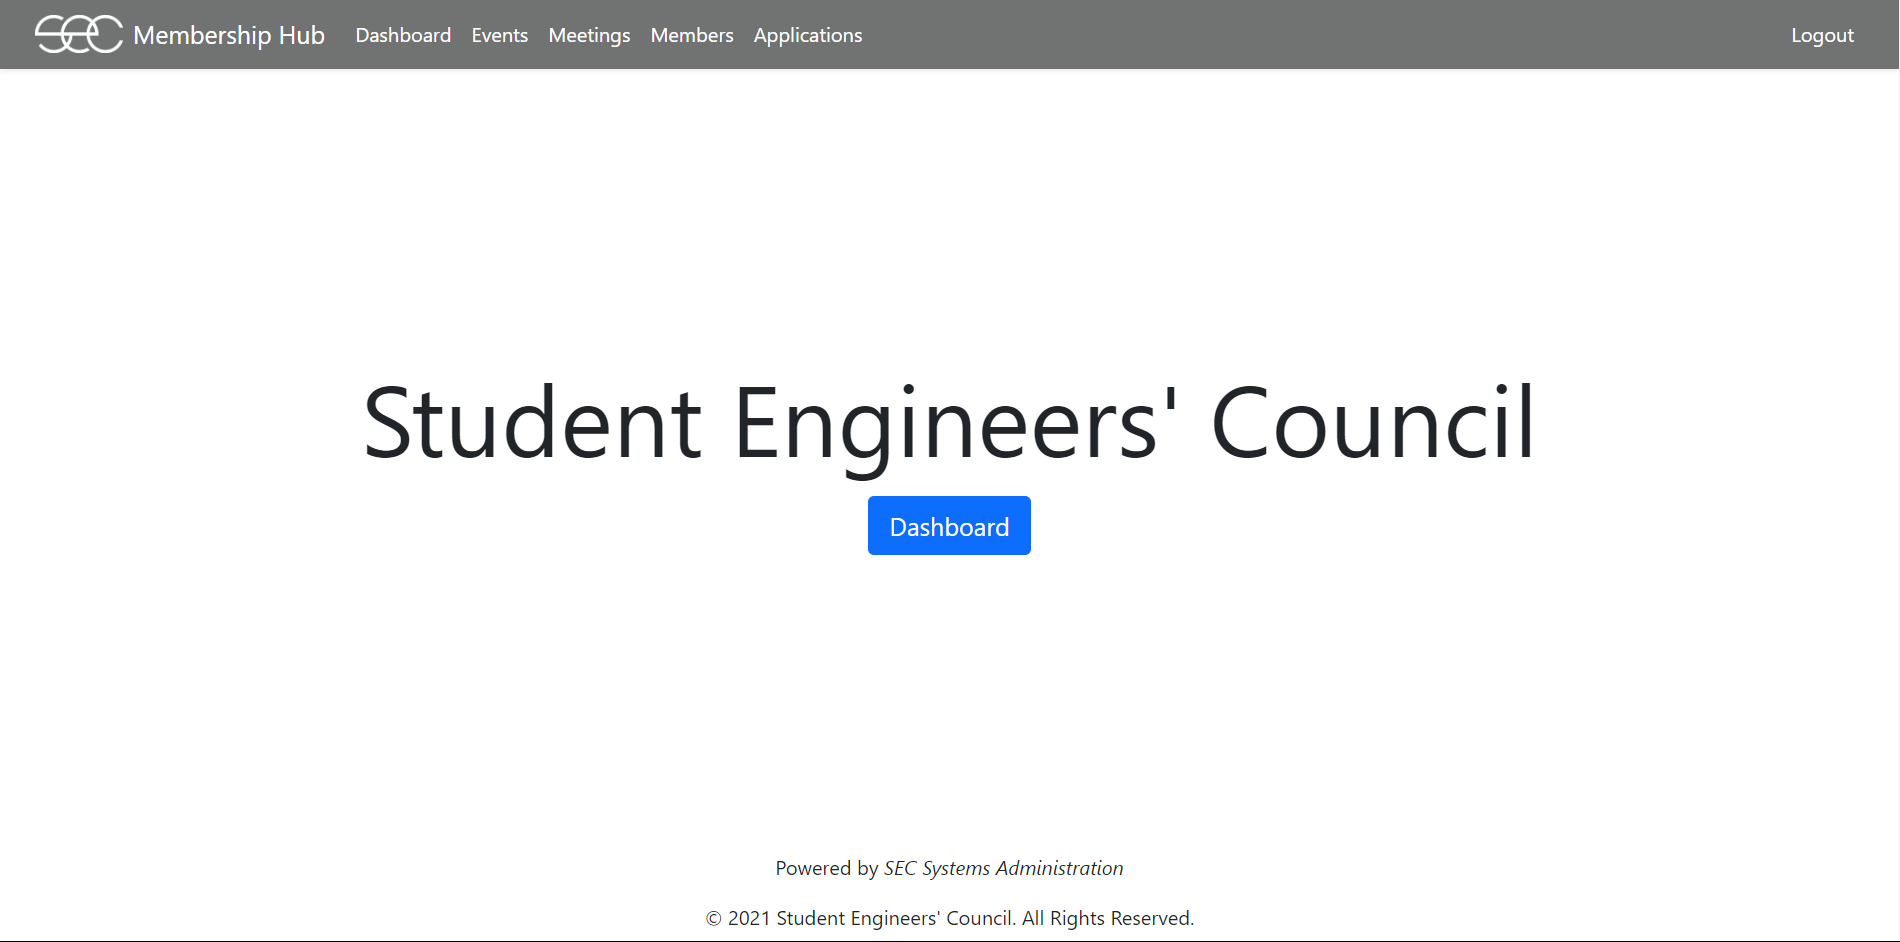 SEC Membership Hub Dashboard Events Meetings Members Applications Logout
Student Engineers' Council
Dashboard
Powered by SEC Systems Administration
© 2021 Student Engineers' Council. All Rights Reserved.